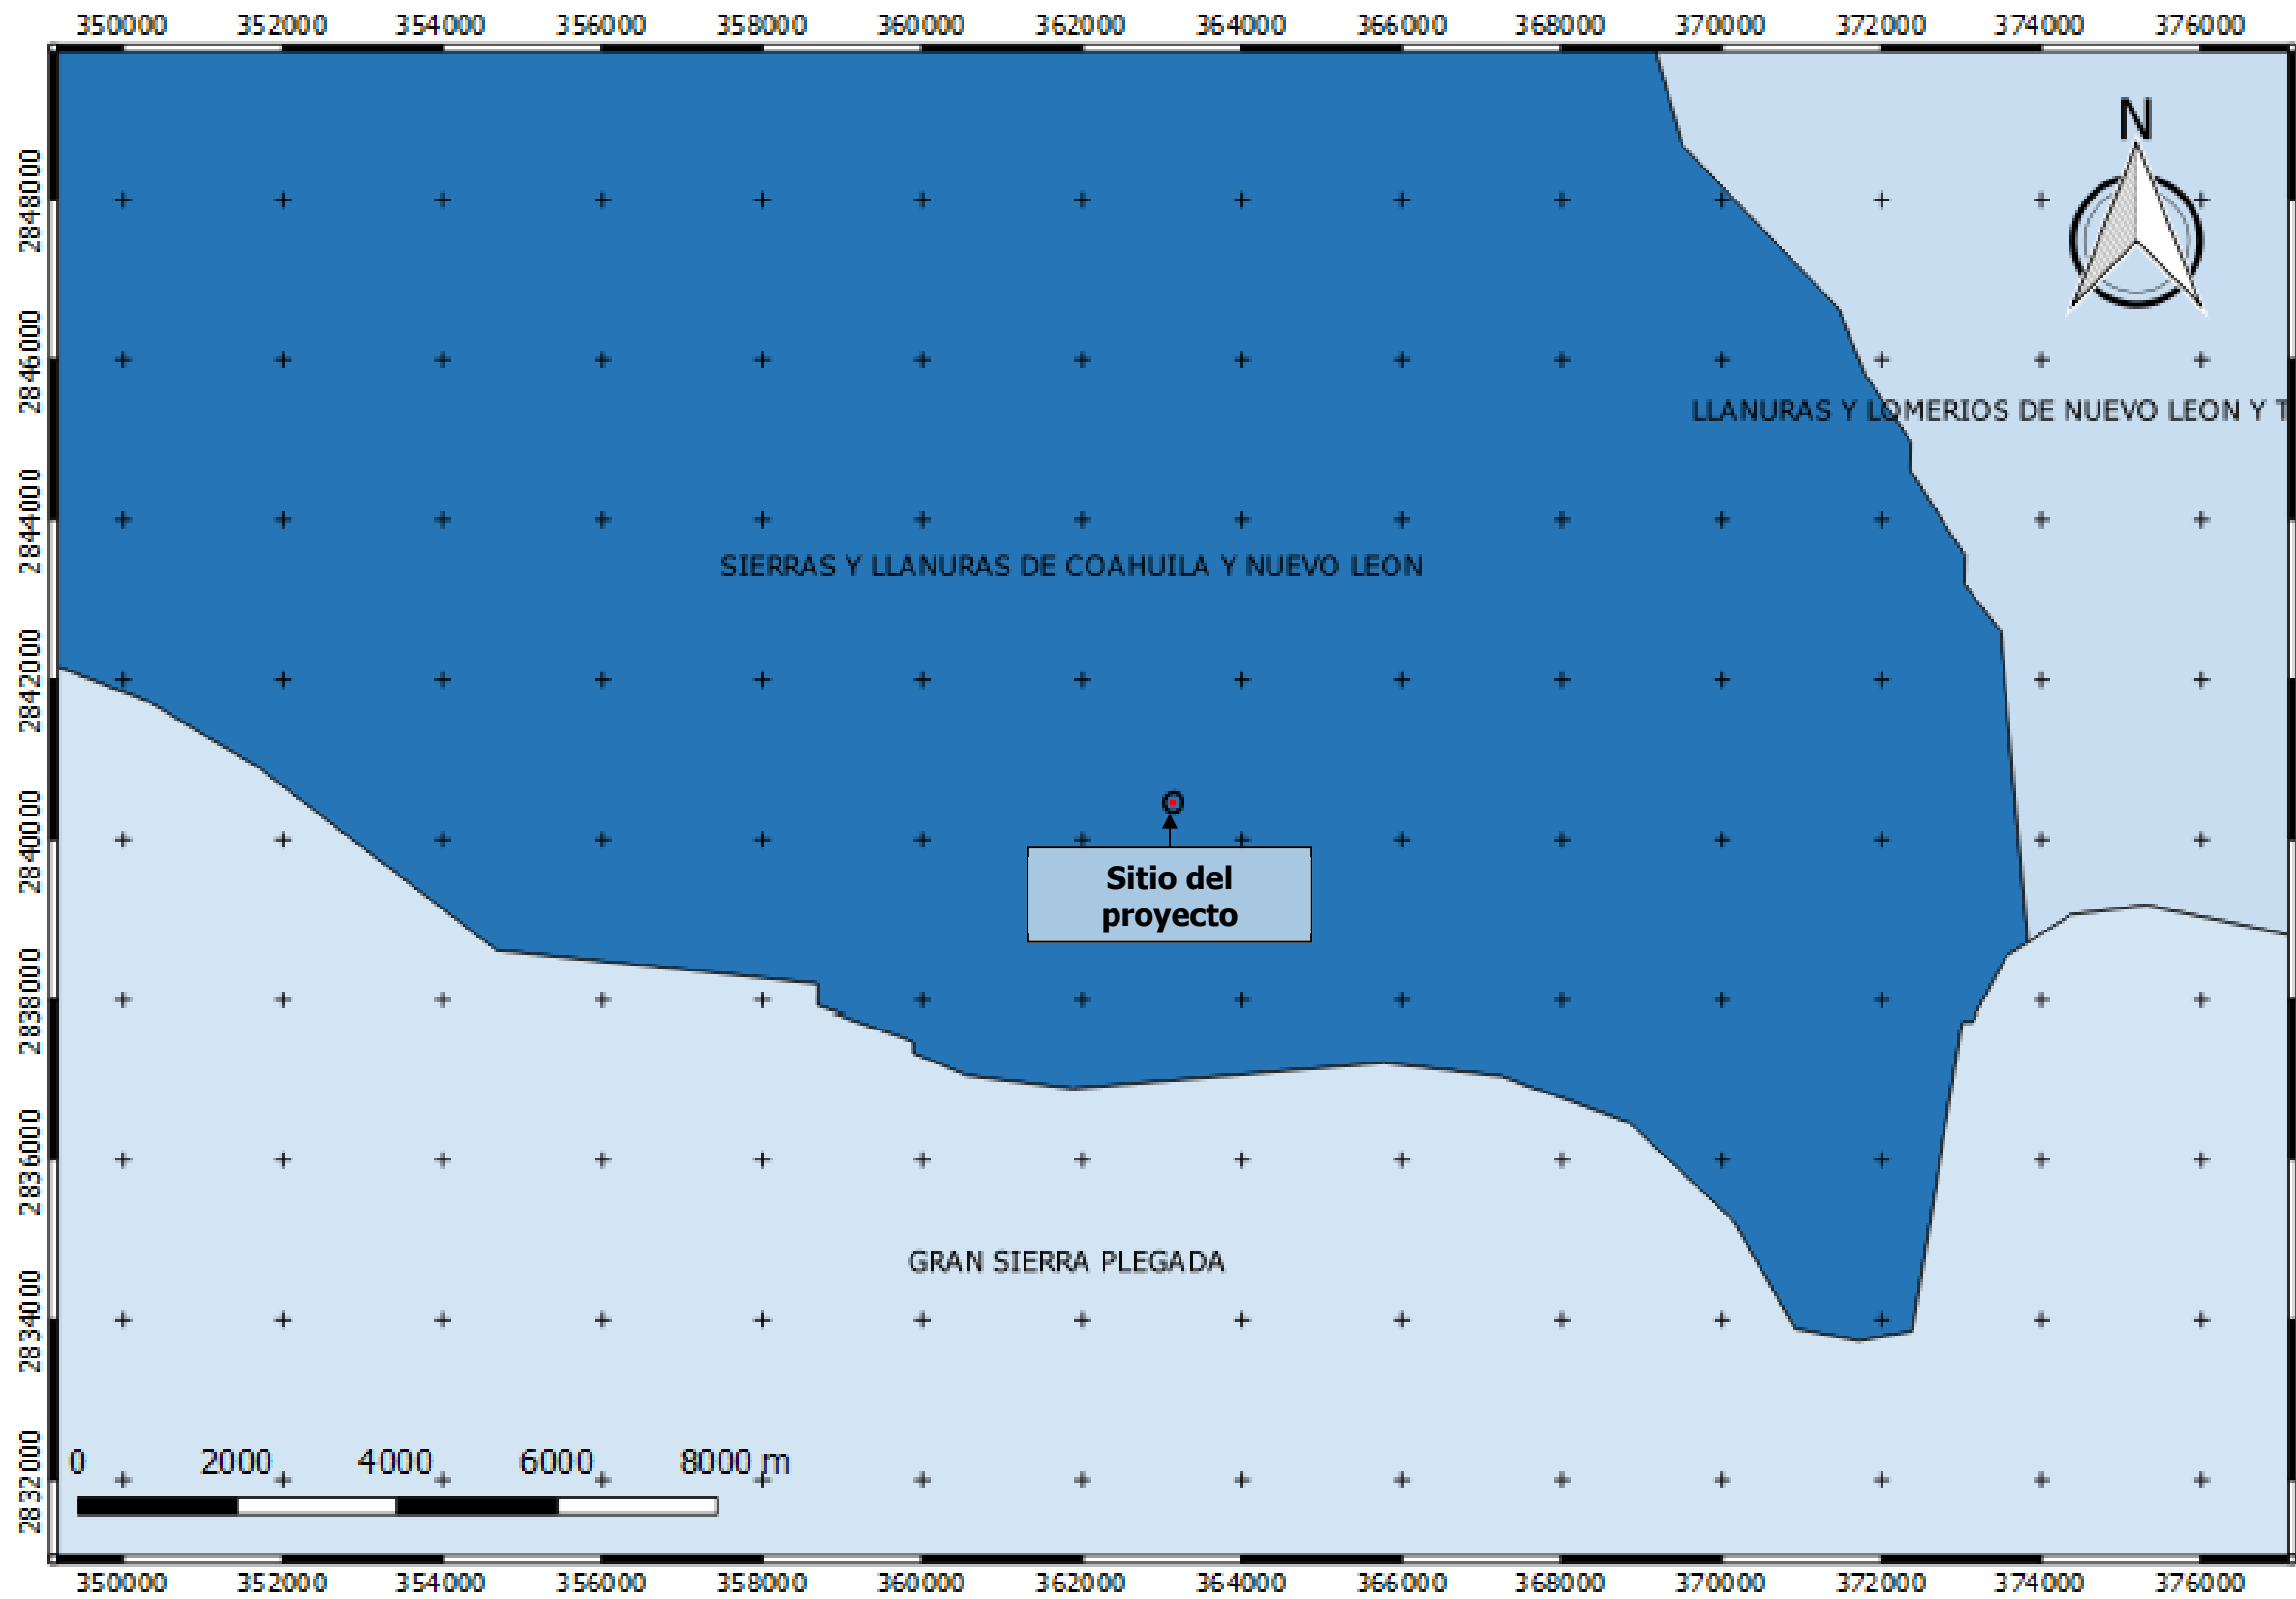 350000 352000 354000 356000 358000 360000 362000 364000 366000 368000 370000 372000 374000 376000
N
2848000
2846000
LLANURAS Y LOMERIOS DE NUEVO LEON Y T
2844000
SIERRAS Y LLANURAS DE COAHUILA Y NUEVO LEON
2842000
2840000
Sitio del
proyecto
2838000
2836000
GRAN SIERRA PLEGADA
2834000
2832000
0 2000 4000 6000 8000 m
350000 352000 354000 356000 358000 360000 362000 364000 366000 368000 370000 372000 374000 376000